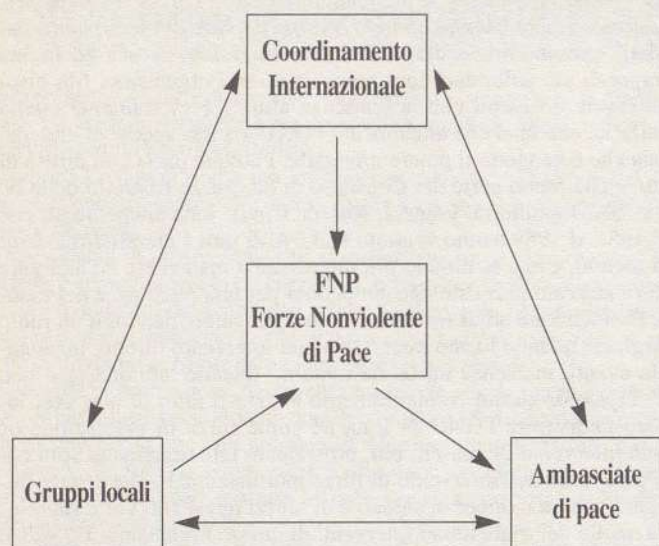 Coordinamento
Internazionale
FNP
Forze Nonviolente
di Pace
Gruppi locali
Ambasciate
di pace